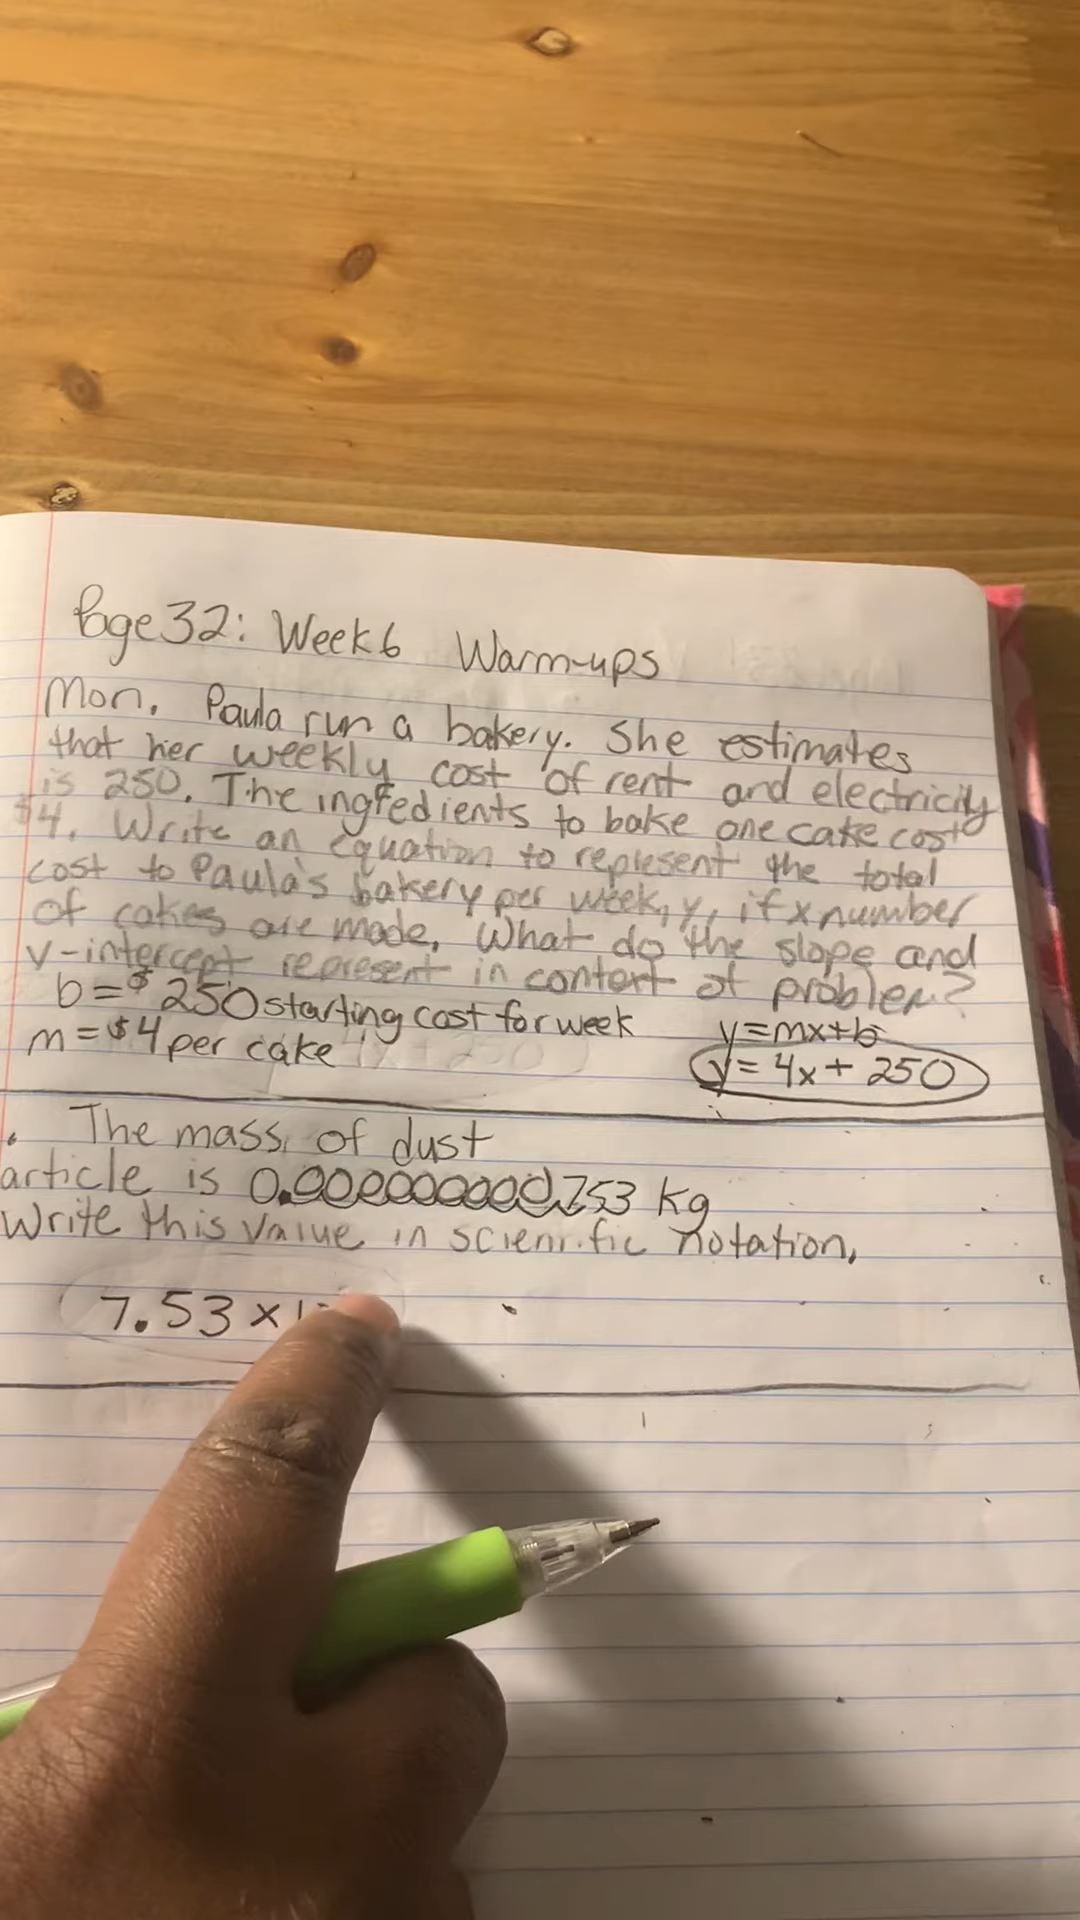 Page 32: Week 6 Warm-ups
Mon. Paula run a bakery. She estimates
that her weekly cost of rent and electricity
is 250. The ingredients to bake one cake cost
$4. Write an equation to represent the total
cost to Paula's bakery per week, y, if x number
of cakes are made. What do the slope and
y-intercept represent in context of problem?
b = $250 starting cost for week
m = $4 per cake
y = mx + b
y = 4x + 250
The mass of dust
article is kg
Write this value in scientific notation.
7.53 ×